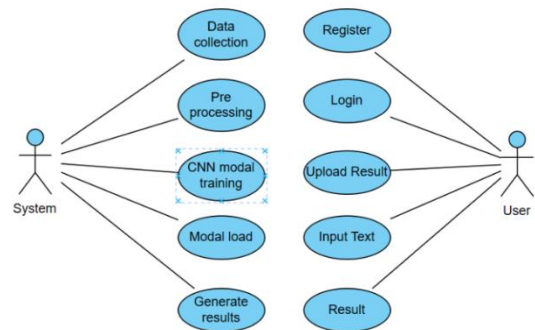 Data
collection
Register
Pre
processing
Login
CNN modal
training
Upload Result
System
User
Modal load
Input Text
Generate
results
Result